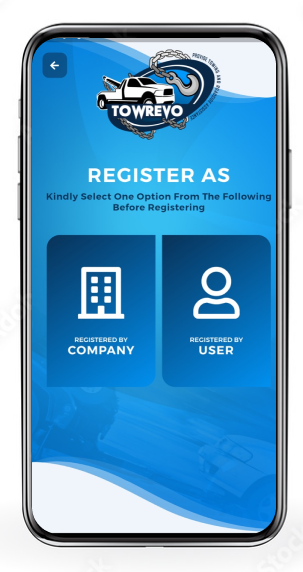 TOWREVO
REGISTER AS
Kindly Select One Option From The Following
Before Registering
REGISTERED BY
COMPANY
REGISTERED BY
USER